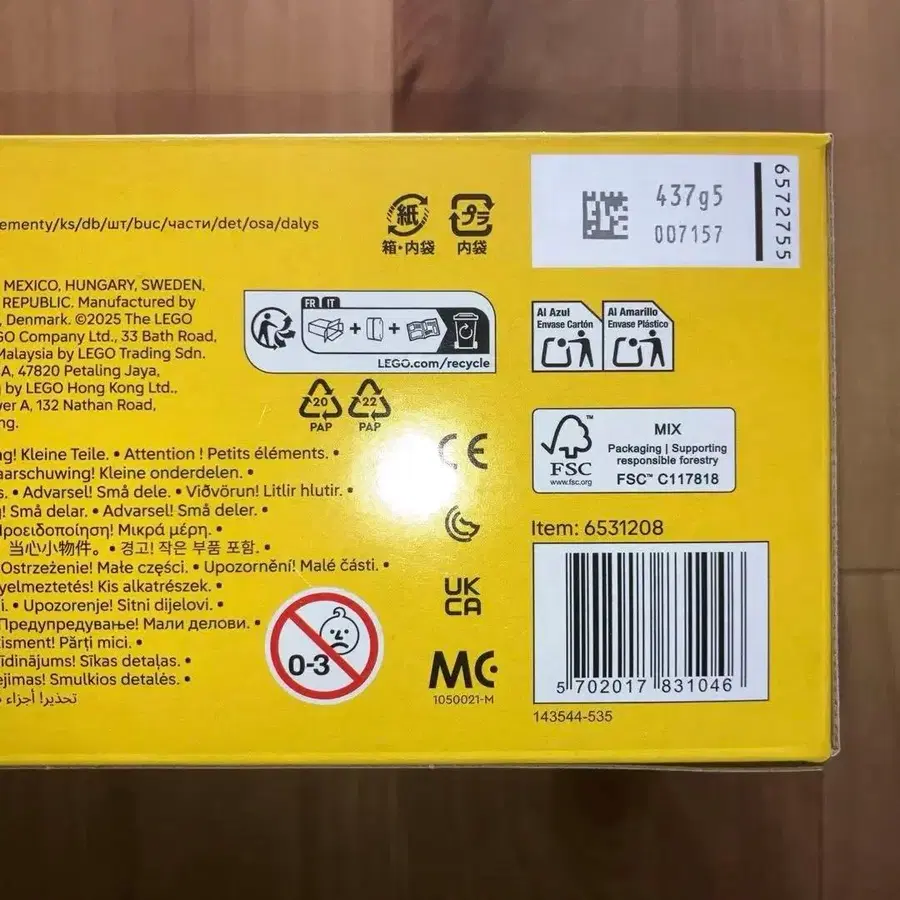 ementy/ks/db/шт/buc/части/det/osa/dalys
紙
箱・内袋
プラ
内袋
437g5
007157
6572755
MEXICO, HUNGARY, SWEDEN,
REPUBLIC. Manufactured by
, Denmark. ©2025 The LEGO
GO Company Ltd., 33 Bath Road,
Malaysia by LEGO Trading Sdn.
A, 47820 Petaling Jaya,
g by LEGO Hong Kong Ltd.,
wer A, 132 Nathan Road,
ng.
FR IT
LEGO.com/recycle
20
PAP
22
PAP
Al Azul
Envase Cartón
Al Amarillo
Envase Plástico
FSC™
www.fsc.org
MIX
Packaging | Supporting
responsible forestry
FSC™ C117818
ng! Kleine Teile. • Attention ! Petits éléments. •
aarschuwing! Kleine onderdelen. •
s. • Advarsel! Små dele. • Viðvörun! Litlir hlutir. •
g! Små delar. • Advarsel! Små deler. •
Προειδοποίηση! Μικρά μέρη. •
当心小物件。 • 경고! 작은 부품 포함. •
Ostrzeżenie! Małe części. • Upozornění! Malé části. •
yelmeztetés! Kis alkatrészek. •
i. • Upozorenje! Sitni dijelovi. •
Предупреждување! Мали делови. •
tisment! Părți mici. •
īdinājums! Sīkas detaļas. •
ėjimas! Smulkios detalės. •
تحذير! أجزاء
0-3
CE
UK
CA
MC
1050021-M
Item: 6531208
5 702017 831046
143544-535